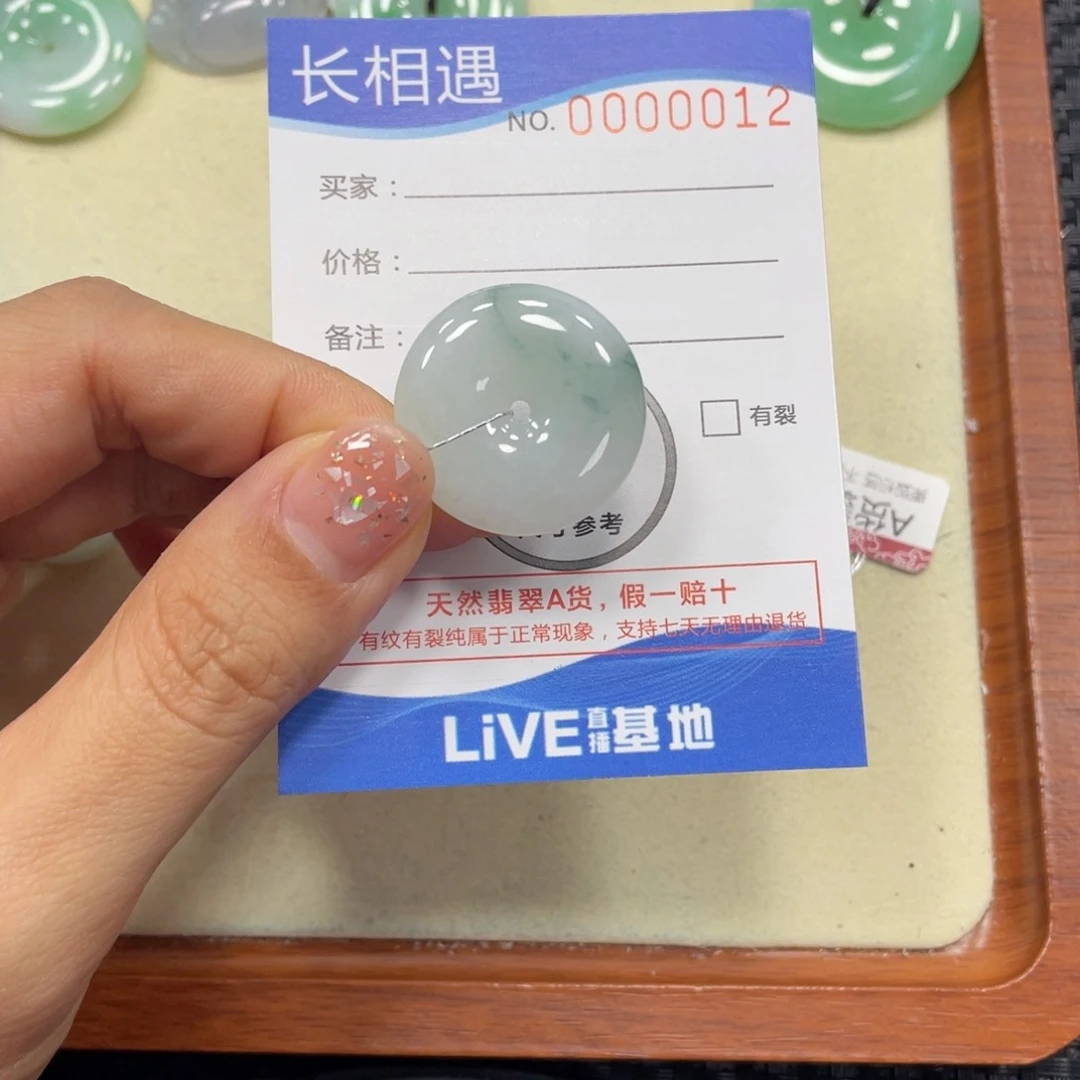 长相遇
NO. 0000012
买家：
价格：
备注：
有裂
参考
天然翡翠A货，假一赔十
有纹有裂纯属于正常现象，支持七天无理由退货
LiVE直播基地
A货